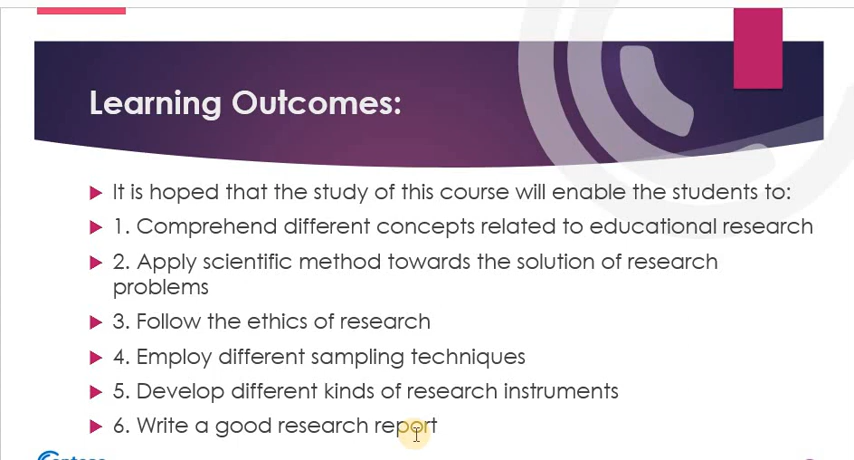 Learning Outcomes:
It is hoped that the study of this course will enable the students to:
1. Comprehend different concepts related to educational research
2. Apply scientific method towards the solution of research
problems
3. Follow the ethics of research
4. Employ different sampling techniques
5. Develop different kinds of research instruments
6. Write a good research report